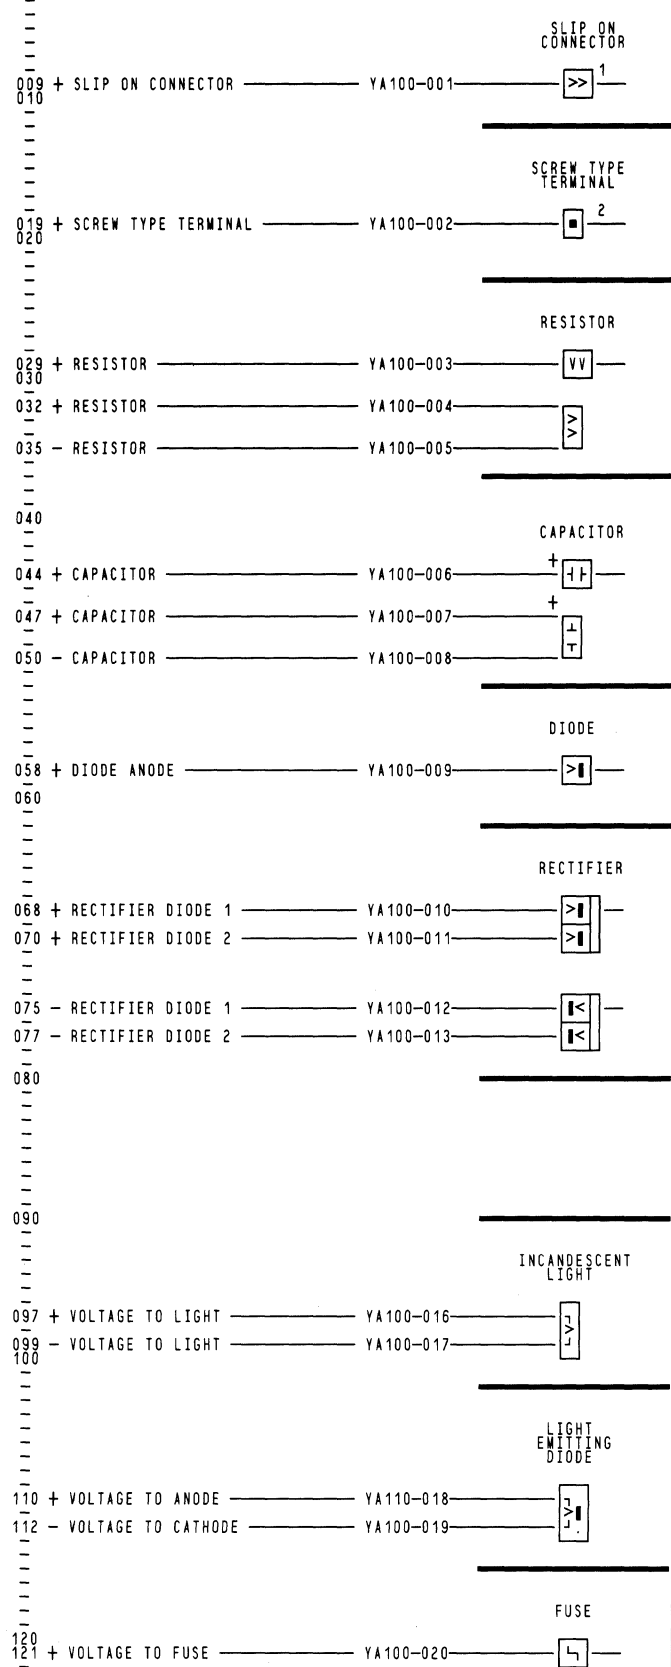 SLIP ON
CONNECTOR
1
009 + SLIP ON CONNECTOR YA100-001 >>
010
SCREW TYPE
TERMINAL
2
019 + SCREW TYPE TERMINAL YA100-002
020
RESISTOR
029 + RESISTOR YA100-003 VV
030
032 + RESISTOR YA100-004
035 - RESISTOR YA100-005
040
CAPACITOR
+
044 + CAPACITOR YA100-006
+
047 + CAPACITOR YA100-007
050 - CAPACITOR YA100-008
DIODE
058 + DIODE ANODE YA100-009
060
RECTIFIER
068 + RECTIFIER DIODE 1 YA100-010
070 + RECTIFIER DIODE 2 YA100-011
075 - RECTIFIER DIODE 1 YA100-012
077 - RECTIFIER DIODE 2 YA100-013
080
090
INCANDESCENT
LIGHT
097 + VOLTAGE TO LIGHT YA100-016
099 - VOLTAGE TO LIGHT YA100-017
100
LIGHT
EMITTING
DIODE
110 + VOLTAGE TO ANODE YA110-018
112 - VOLTAGE TO CATHODE YA100-019
FUSE
120
121 + VOLTAGE TO FUSE YA100-020